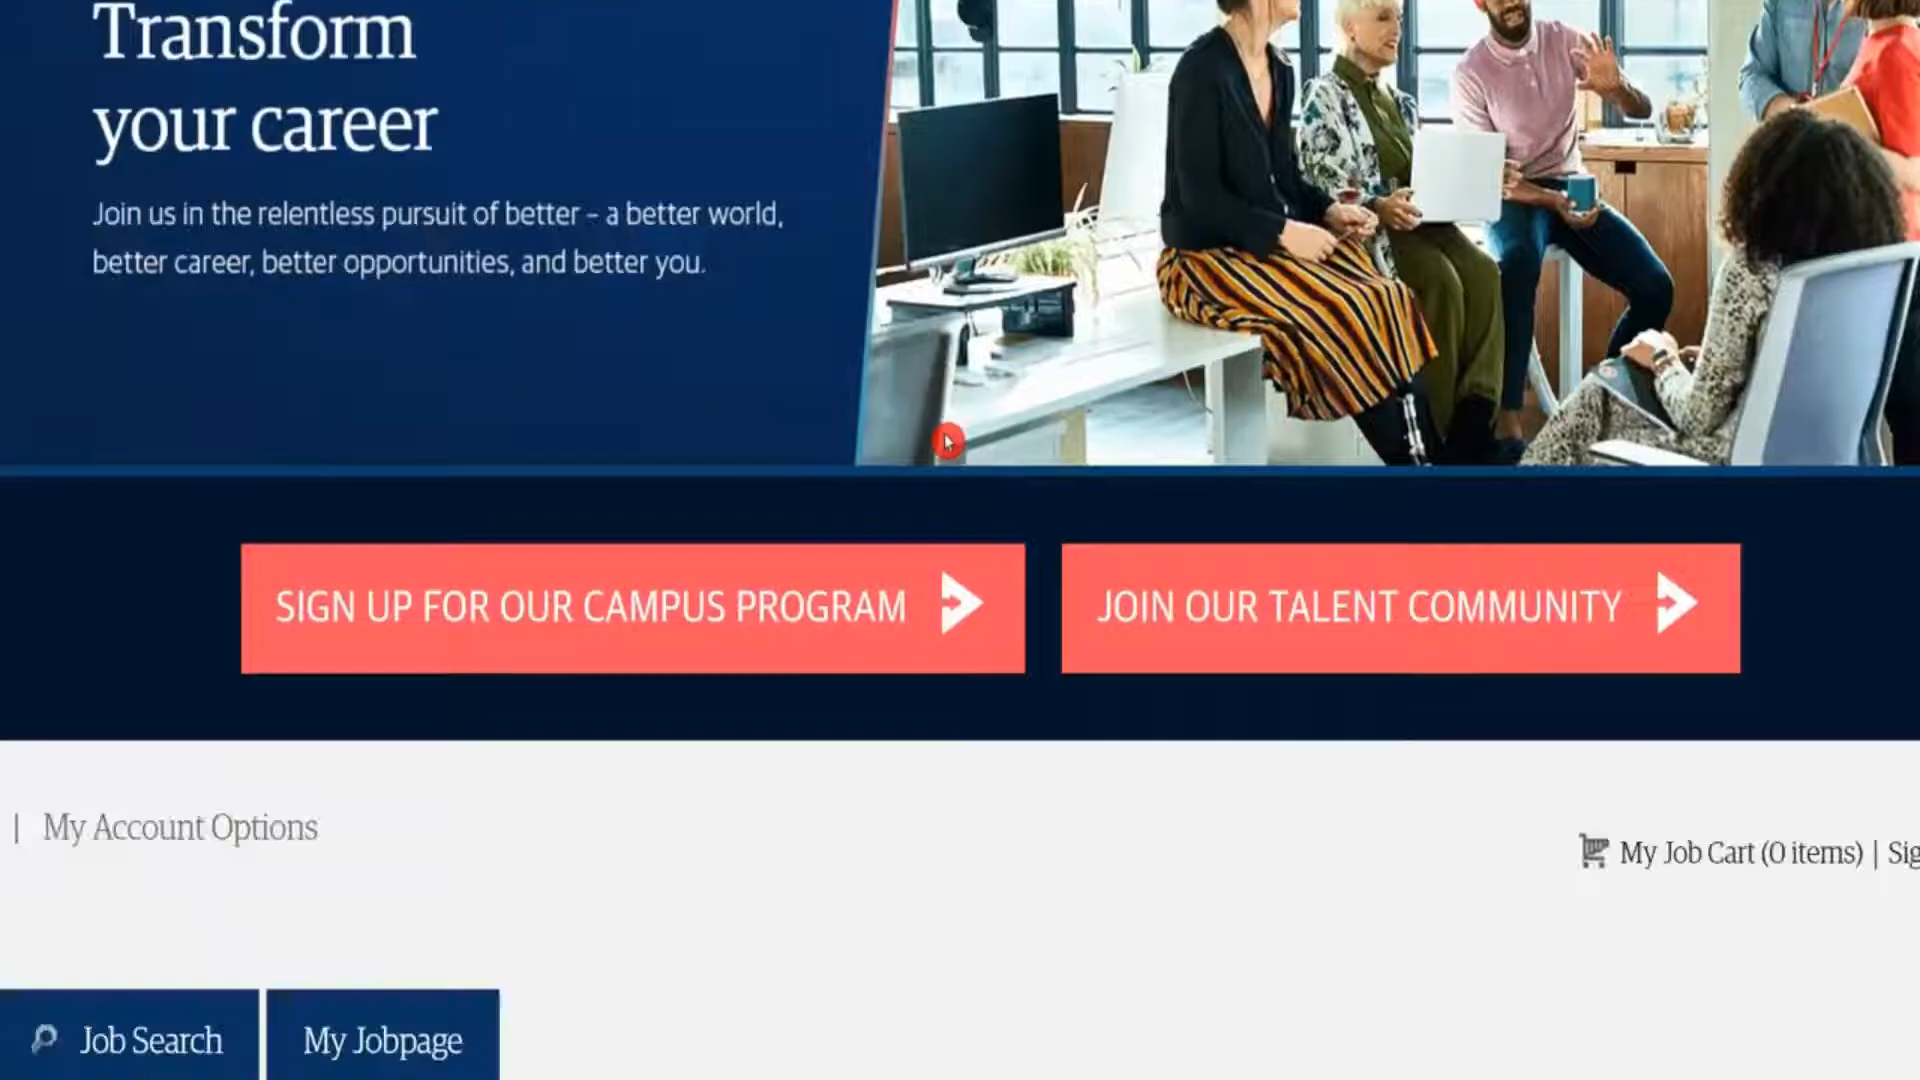 Transform
your career
Join us in the relentless pursuit of better – a better world,
better career, better opportunities, and better you.
SIGN UP FOR OUR CAMPUS PROGRAM
JOIN OUR TALENT COMMUNITY
| My Account Options
My Job Cart (0 items) | Sig
Job Search
My Jobpage